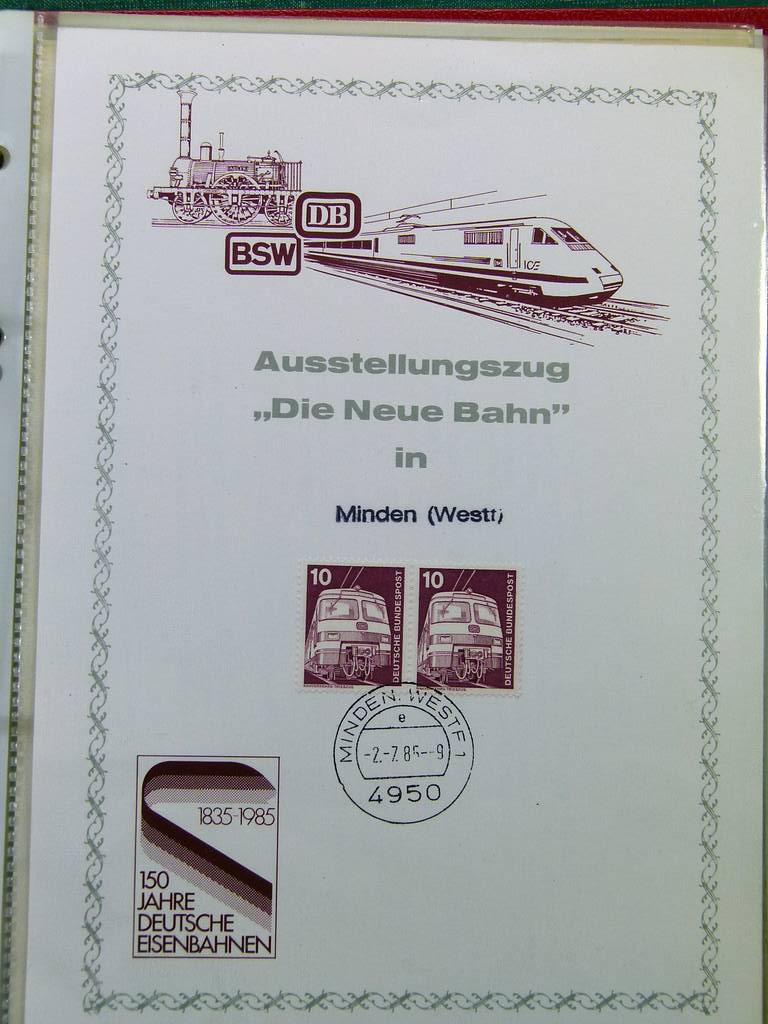 DB
BSW
ICE
Ausstellungszug
„Die Neue Bahn”
in
Minden (Westf)
10
DEUTSCHE BUNDESPOST
10
DEUTSCHE BUNDESPOST
MINDEN, WESTF 1
e
-2.-7.85--9
4950
1835-1985
150
JAHRE
DEUTSCHE
EISENBAHNEN